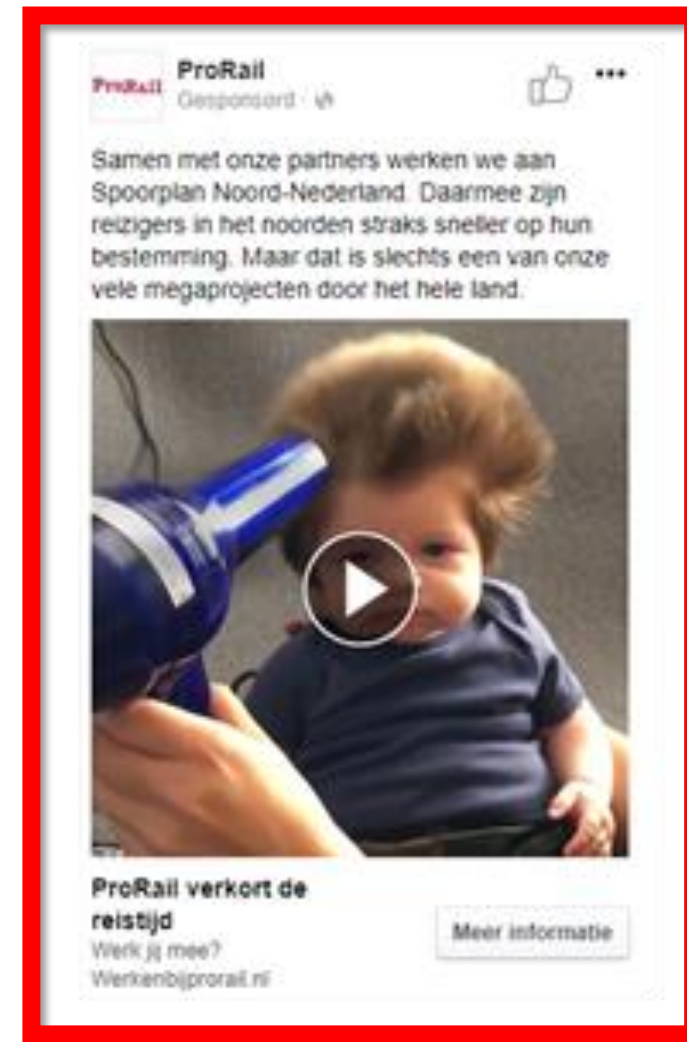 ProRail
ProRail
Gesponsord ·
Samen met onze partners werken we aan
Spoorplan Noord-Nederland. Daarmee zijn
reizigers in het noorden straks sneller op hun
bestemming. Maar dat is slechts een van onze
vele megaprojecten door het hele land.
ProRail verkort de
reistijd
Werk jij mee?
Werkenbijprorail.nl
Meer informatie